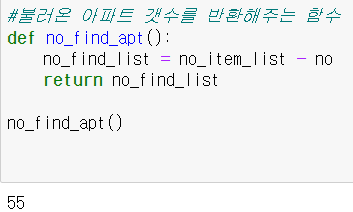 #불러온 아파트 갯수를 반환해주는 함수
def no_find_apt():
    no_find_list = no_item_list - no
    return no_find_list
no_find_apt()
55